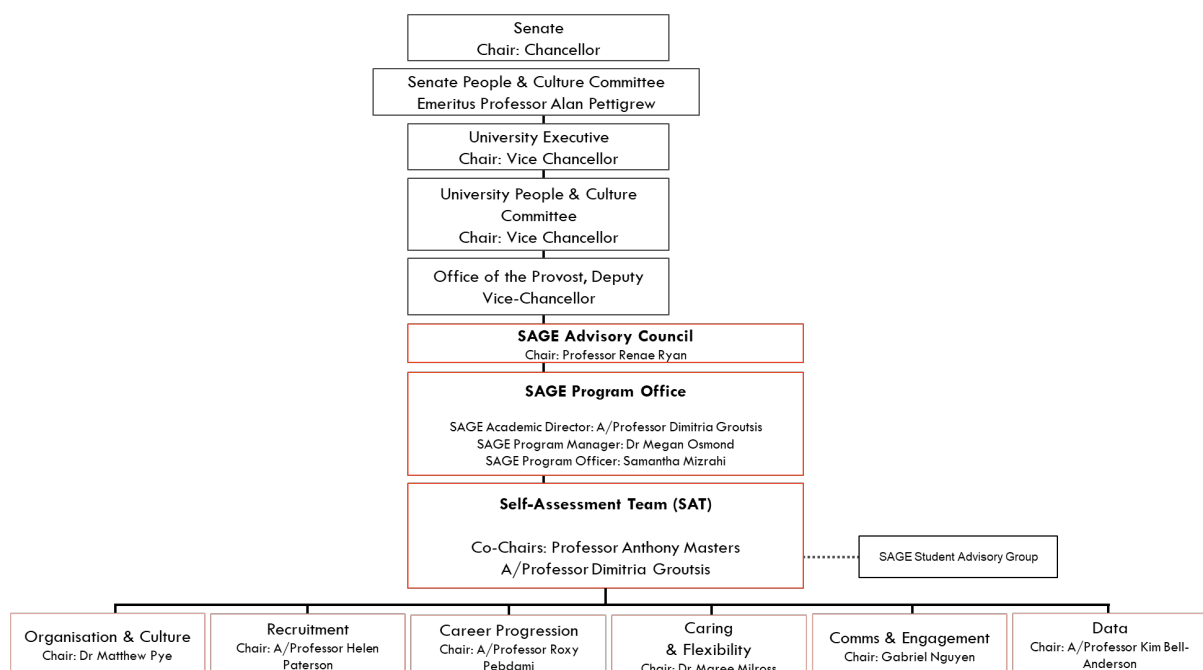 Senate
Chair: Chancellor
Senate People & Culture Committee
Emeritus Professor Alan Pettigrew
University Executive
Chair: Vice Chancellor
University People & Culture
Committee
Chair: Vice Chancellor
Office of the Provost, Deputy
Vice-Chancellor
SAGE Advisory Council
Chair: Professor Renae Ryan
SAGE Program Office
SAGE Academic Director: A/Professor Dimitria Groutsis
SAGE Program Manager: Dr Megan Osmond
SAGE Program Officer: Samantha Mizrahi
Self-Assessment Team (SAT)
Co-Chairs: Professor Anthony Masters
A/Professor Dimitria Groutsis
SAGE Student Advisory Group
Organisation & Culture
Chair: Dr Matthew Pye
Recruitment
Chair: A/Professor Helen
Paterson
Career Progression
Chair: A/Professor Roxy
Pebdami
Caring
& Flexibility
Chair: Dr Maree Milross
Comms & Engagement
Chair: Gabriel Nguyen
Data
Chair: A/Professor Kim Bell-
Anderson